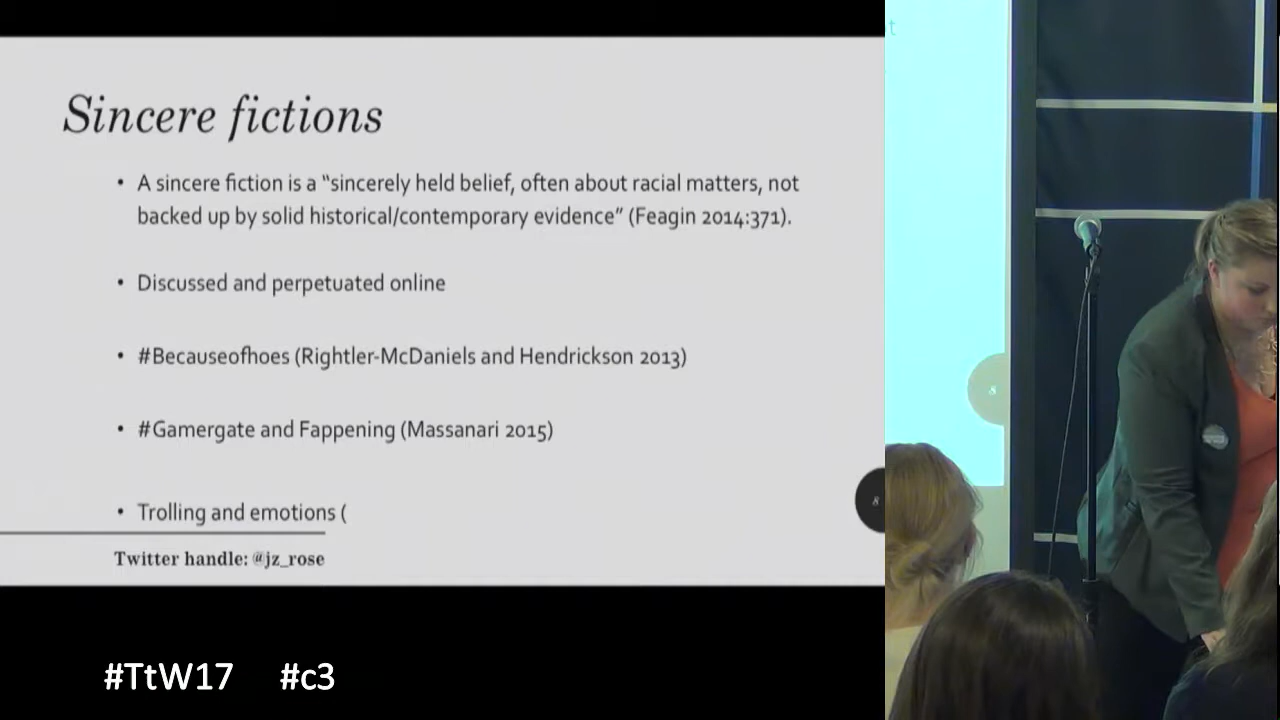 Sincere fictions
• A sincere fiction is a “sincerely held belief, often about racial matters, not
backed up by solid historical/contemporary evidence” (Feagin 2014:371).
• Discussed and perpetuated online
• #Becauseofhoes (Rightler-McDaniels and Hendrickson 2013)
• #Gamergate and Fappening (Massanari 2015)
• Trolling and emotions (
Twitter handle: @jz_rose
8
8
#TtW17 #c3